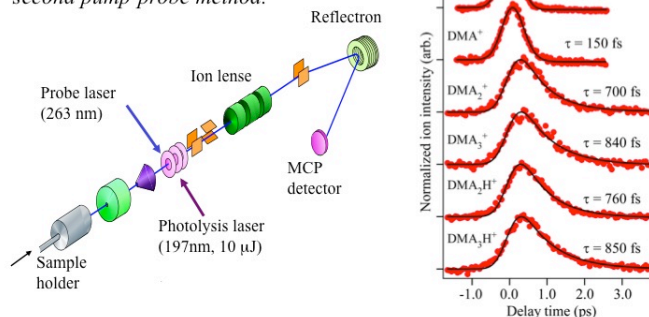 second pump-probe method.
Reflectron
Ion lense
Probe laser
(263 nm)
MCP
detector
Photolysis laser
(197nm, 10 μJ)
Sample
holder
Normalized ion intensity (arb.)
DMA⁺
τ = 150 fs
DMA₂⁺
τ = 700 fs
DMA₃⁺
τ = 840 fs
DMA₂H⁺
τ = 760 fs
DMA₃H⁺
τ = 850 fs
-1.0 0.0 1.0 2.0 3.0
Delay time (ps)